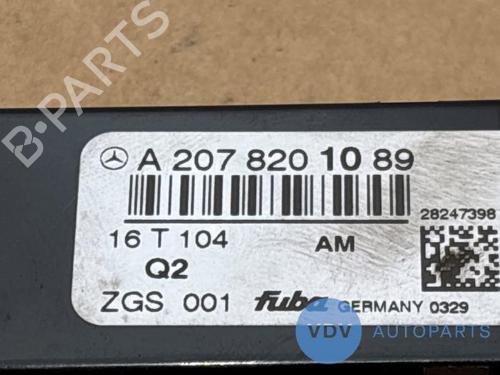 A 207 820 10 89
28247398
16 T 104 AM
Q2
ZGS 001 fuba GERMANY 0329
B-PARTS
VDV AUTOPARTS